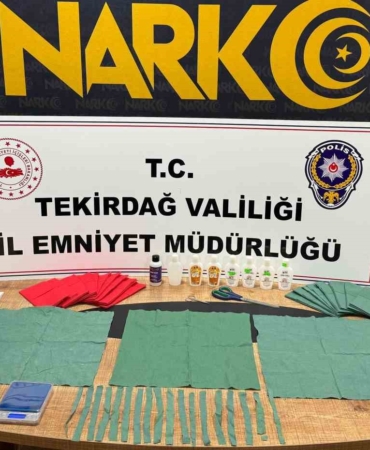 NARKO
T.C.
TEKİRDAĞ VALİLİĞİ
İL EMNİYET MÜDÜRLÜĞÜ
POLİS